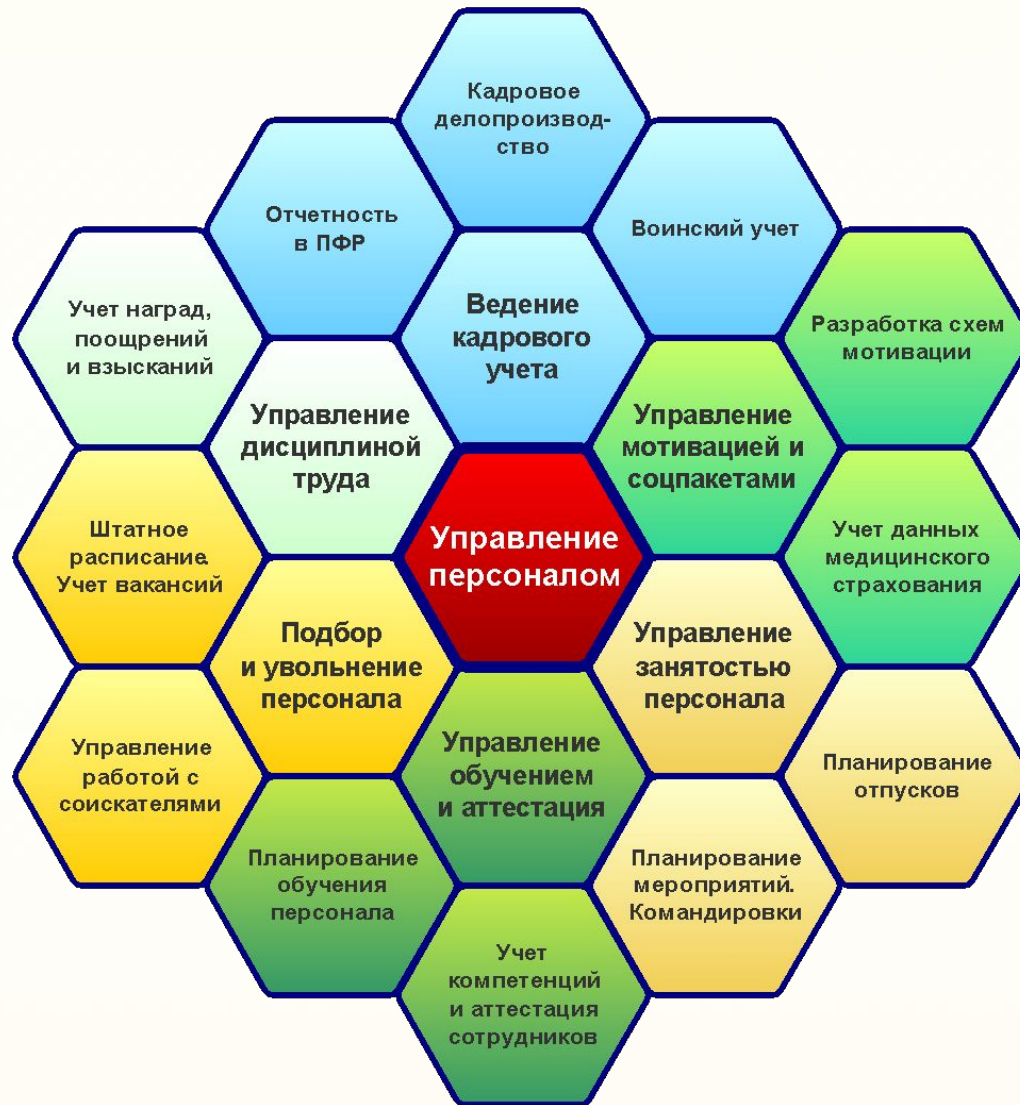 Кадровое
делопроизвод-
ство
Отчетность
в ПФР
Воинский учет
Учет наград,
поощрений
и взысканий
Ведение
кадрового
учета
Разработка схем
мотивации
Управление
дисциплиной
труда
Управление
мотивацией и
соцпакетами
Штатное
расписание.
Учет вакансий
Управление
персоналом
Учет данных
медицинского
страхования
Подбор
и увольнение
персонала
Управление
занятостью
персонала
Управление
работой с
соискателями
Управление
обучением
и аттестация
Планирование
отпусков
Планирование
обучения
персонала
Планирование
мероприятий.
Командировки
Учет
компетенций
и аттестация
сотрудников